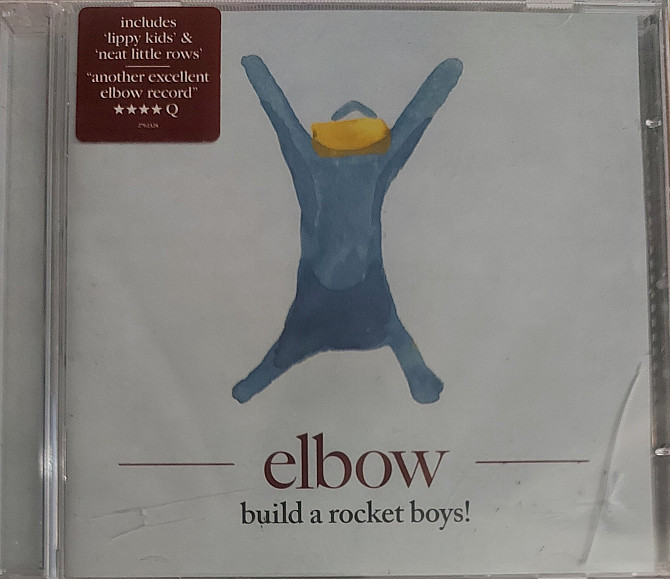 includes
'lippy kids' &
'neat little rows'
"another excellent
elbow record"
★★★★ Q
elbow
build a rocket boys!